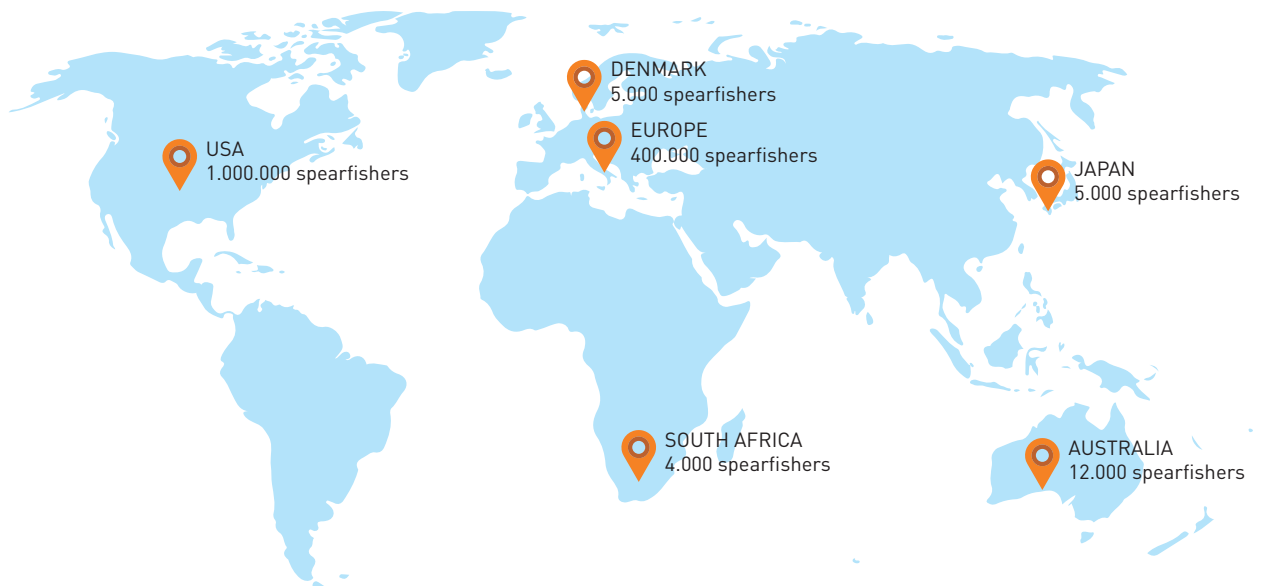 DENMARK
5.000 spearfishers
EUROPE
400.000 spearfishers
USA
1.000.000 spearfishers
JAPAN
5.000 spearfishers
SOUTH AFRICA
4.000 spearfishers
AUSTRALIA
12.000 spearfishers